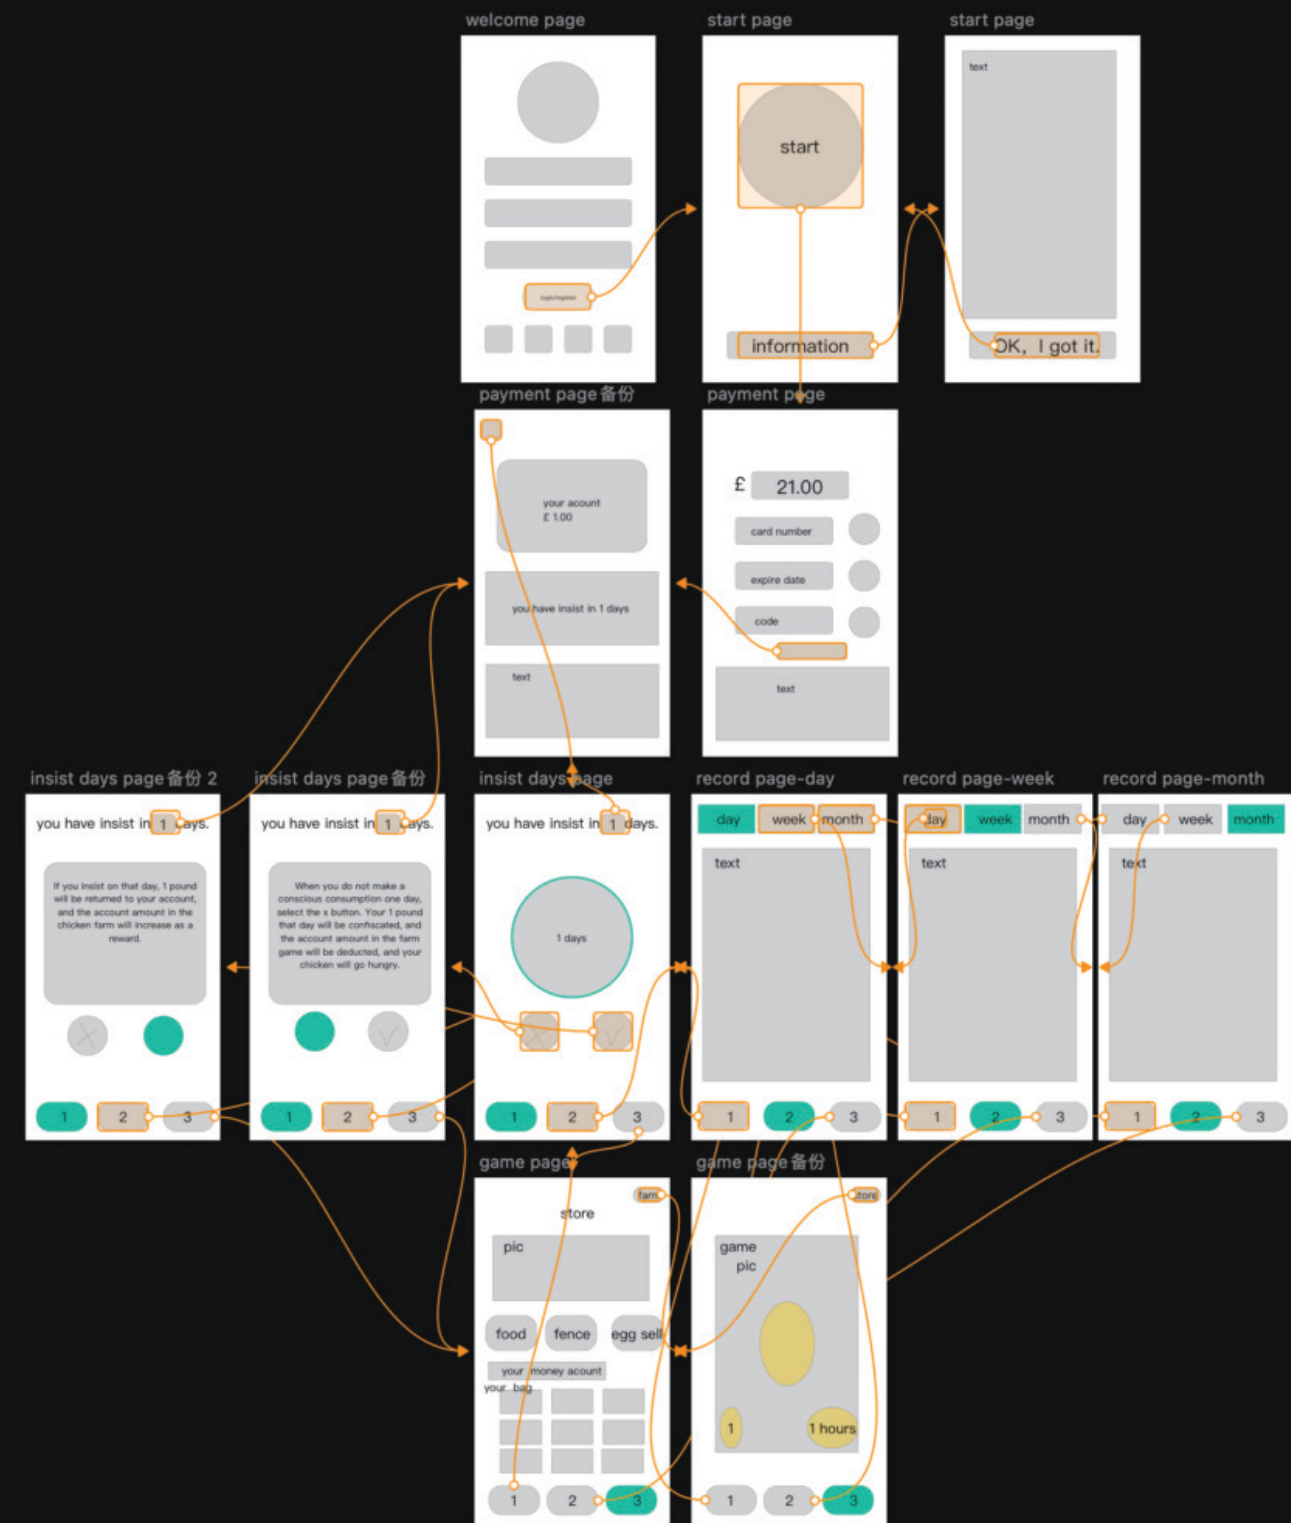 welcome page
start page
start page
login/register
start
information
text
OK, I got it.
payment page备份
payment page
your acount
£ 1.00
you have insist in 1 days
text
£ 21.00
card number
expire date
code
text
insist days page备份 2
insist days page备份
insist days page
record page-day
record page-week
record page-month
you have insist in 1 days.
If you insist on that day, 1 pound
will be returned to your account,
and the account amount in the
chicken farm will increase as a
reward.
1 2 3
you have insist in 1 days.
When you do not make a
conscious consumption one day,
select the x button. Your 1 pound
that day will be confiscated, and
the account amount in the farm
game will be deducted, and your
chicken will go hungry.
1 2 3
you have insist in 1 days.
1 days
1 2 3
day week month
text
1 2 3
day week month
text
1 2 3
day week month
text
1 2 3
game page
game page备份
farm
store
pic
food fence egg sell
your money acount
your bag
1 2 3
store
game
pic
1
1 hours
1 2 3